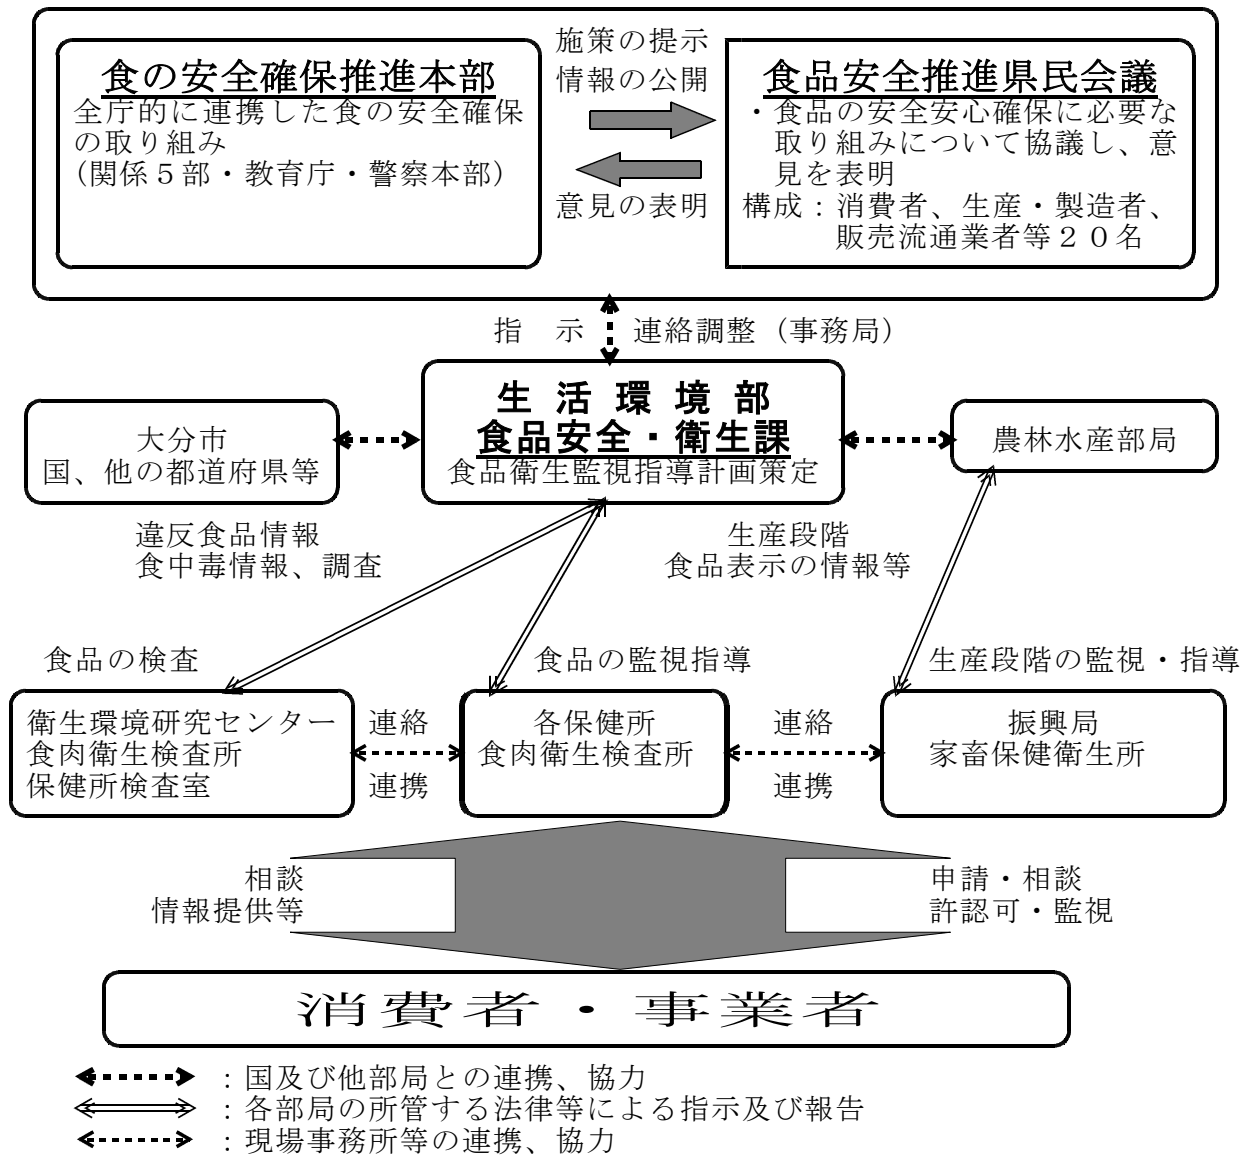 食の安全確保推進本部
全庁的に連携した食の安全確保
の取り組み
(関係５部・教育庁・警察本部)
施策の提示
情報の公開
意見の表明
食品安全推進県民会議
・食品の安全安心確保に必要な
取り組みについて協議し、意
見を表明
構成：消費者、生産・製造者、
販売流通業者等２０名
指　示　連絡調整（事務局）
生活環境部
食品安全・衛生課
食品衛生監視指導計画策定
大分市
国、他の都道府県等
農林水産部局
違反食品情報
食中毒情報、調査
生産段階
食品表示の情報等
食品の検査
食品の監視指導
生産段階の監視・指導
衛生環境研究センター
食肉衛生検査所
保健所検査室
連絡
連携
各保健所
食肉衛生検査所
連絡
連携
振興局
家畜保健衛生所
相談
情報提供等
申請・相談
許認可・監視
消費者・事業者
：国及び他部局との連携、協力
：各部局の所管する法律等による指示及び報告
：現場事務所等の連携、協力